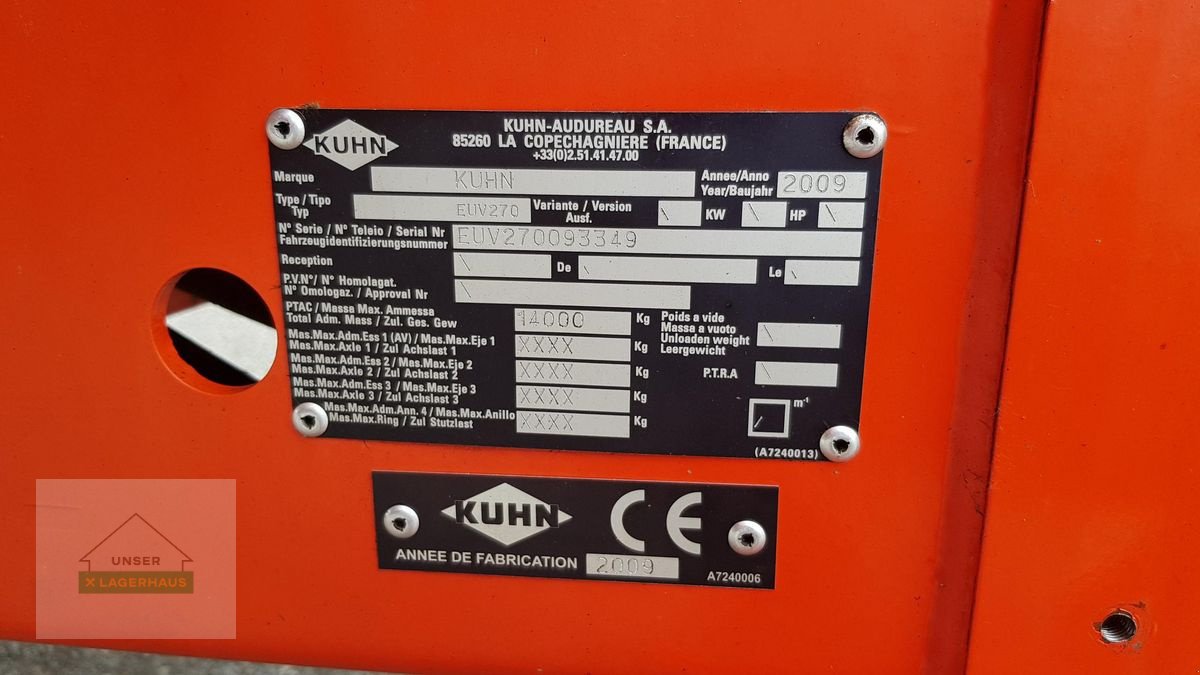 KUHN
KUHN-AUDUREAU S.A.
85260 LA COPECHAGNIERE (FRANCE)
+33(0)2.51.41.47.00
Marque KUHN Annee/Anno
Year/Baujahr 2009
Type / Tipo
Typ EUV270 Variante / Version
Ausf. \ KW \ HP \
N° Serie / N° Teleio / Serial Nr
Fahrzeugidentifizierungsnummer EUV270093349
Reception \ De \ Le \
P.V.N°/ N° Homolagat.
N° Omologaz. / Approval Nr \
PTAC / Massa Max. Ammessa
Total Adm. Mass / Zul. Ges. Gew 14000 Kg
Poids a vide
Massa a vuoto
Unloaden weight
Leergewicht \
Mas.Max.Adm.Ess 1 (AV) / Mas.Max.Eje 1
Mas.Max.Axle 1 / Zul Achslast 1 XXXX Kg
Mas.Max.Adm.Ess 2 / Mas.Max.Eje 2
Mas.Max.Axle 2 / Zul Achslast 2 XXXX Kg
P.T.R.A \
Mas.Max.Adm.Ess 3 / Mas.Max.Eje 3
Mas.Max.Axle 3 / Zul Achslast 3 XXXX Kg
Mas.Max.Adm.Ann. 4 / Mas.Max.Anillo
Mas.Max.Ring / Zul Stutzlast XXXX Kg
/ m-1
(A7240013)
KUHN CE
ANNEE DE FABRICATION 2009
A7240006
UNSER
X LAGERHAUS